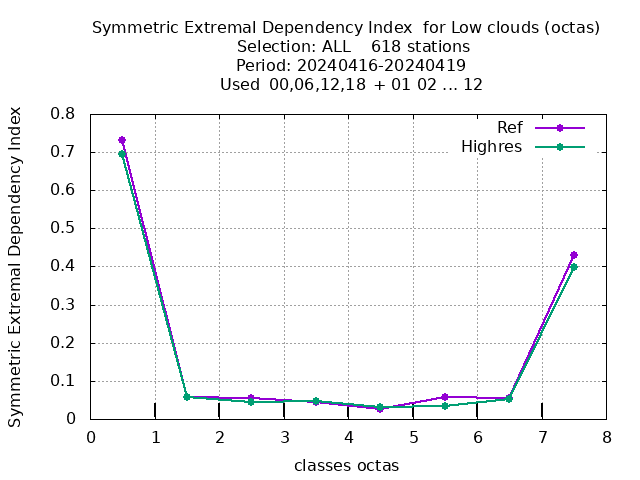 Symmetric Extremal Dependency Index  for Low clouds (octas)
Selection: ALL    618 stations
Period: 20240416-20240419
Used  00,06,12,18  + 01 02 ... 12
Symmetric Extremal Dependency Index
0.8
0.7
0.6
0.5
0.4
0.3
0.2
0.1
0
Ref
Highres
0 1 2 3 4 5 6 7 8
classes octas